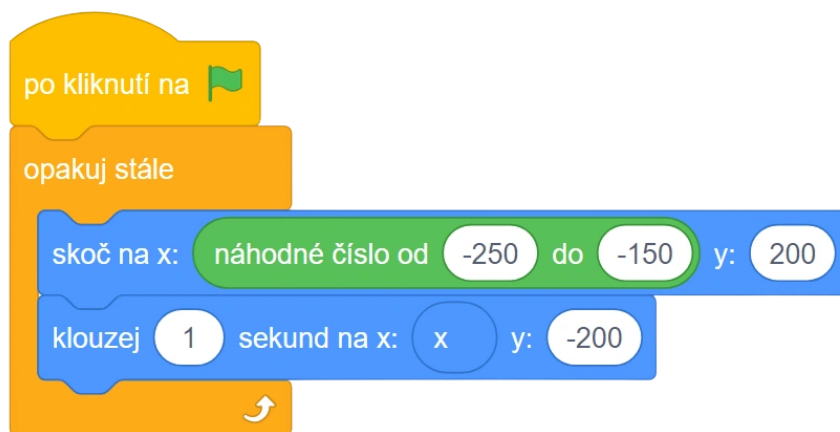 po kliknutí na
opakuj stále
skoč na x: náhodné číslo od -250 do -150 y: 200
klouzej 1 sekund na x: x y: -200